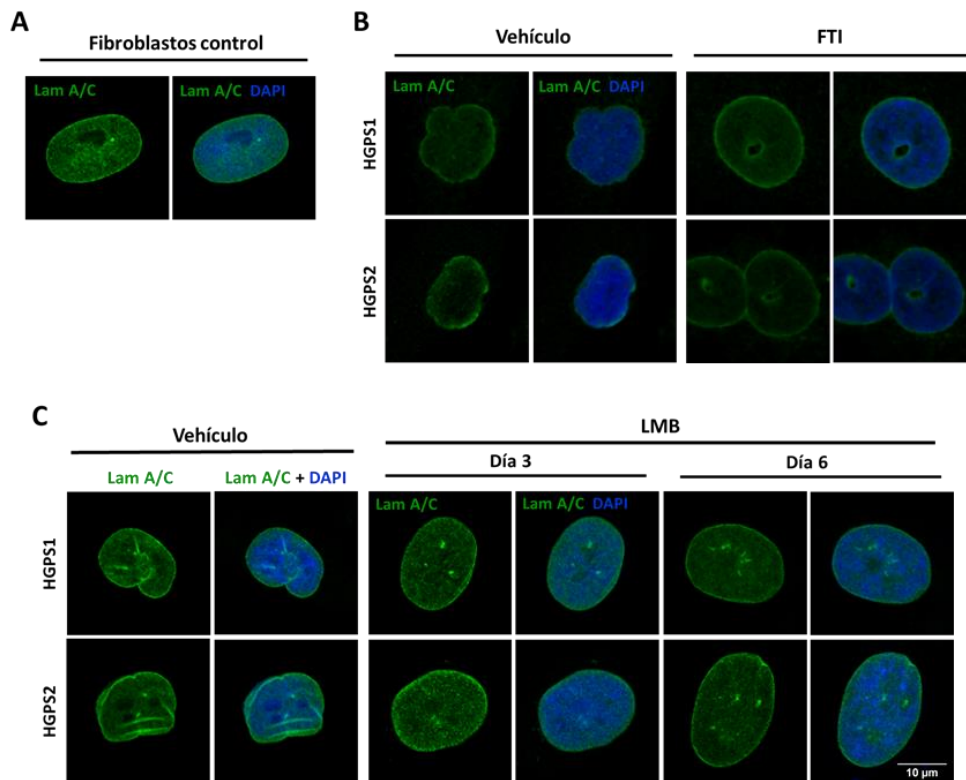 A
Fibroblastos control
Lam A/C
Lam A/C DAPI
B
Vehículo
FTI
Lam A/C
Lam A/C DAPI
HGPS1
HGPS2
C
Vehículo
LMB
Día 3
Día 6
Lam A/C
Lam A/C + DAPI
Lam A/C
Lam A/C DAPI
HGPS1
HGPS2
10 µm